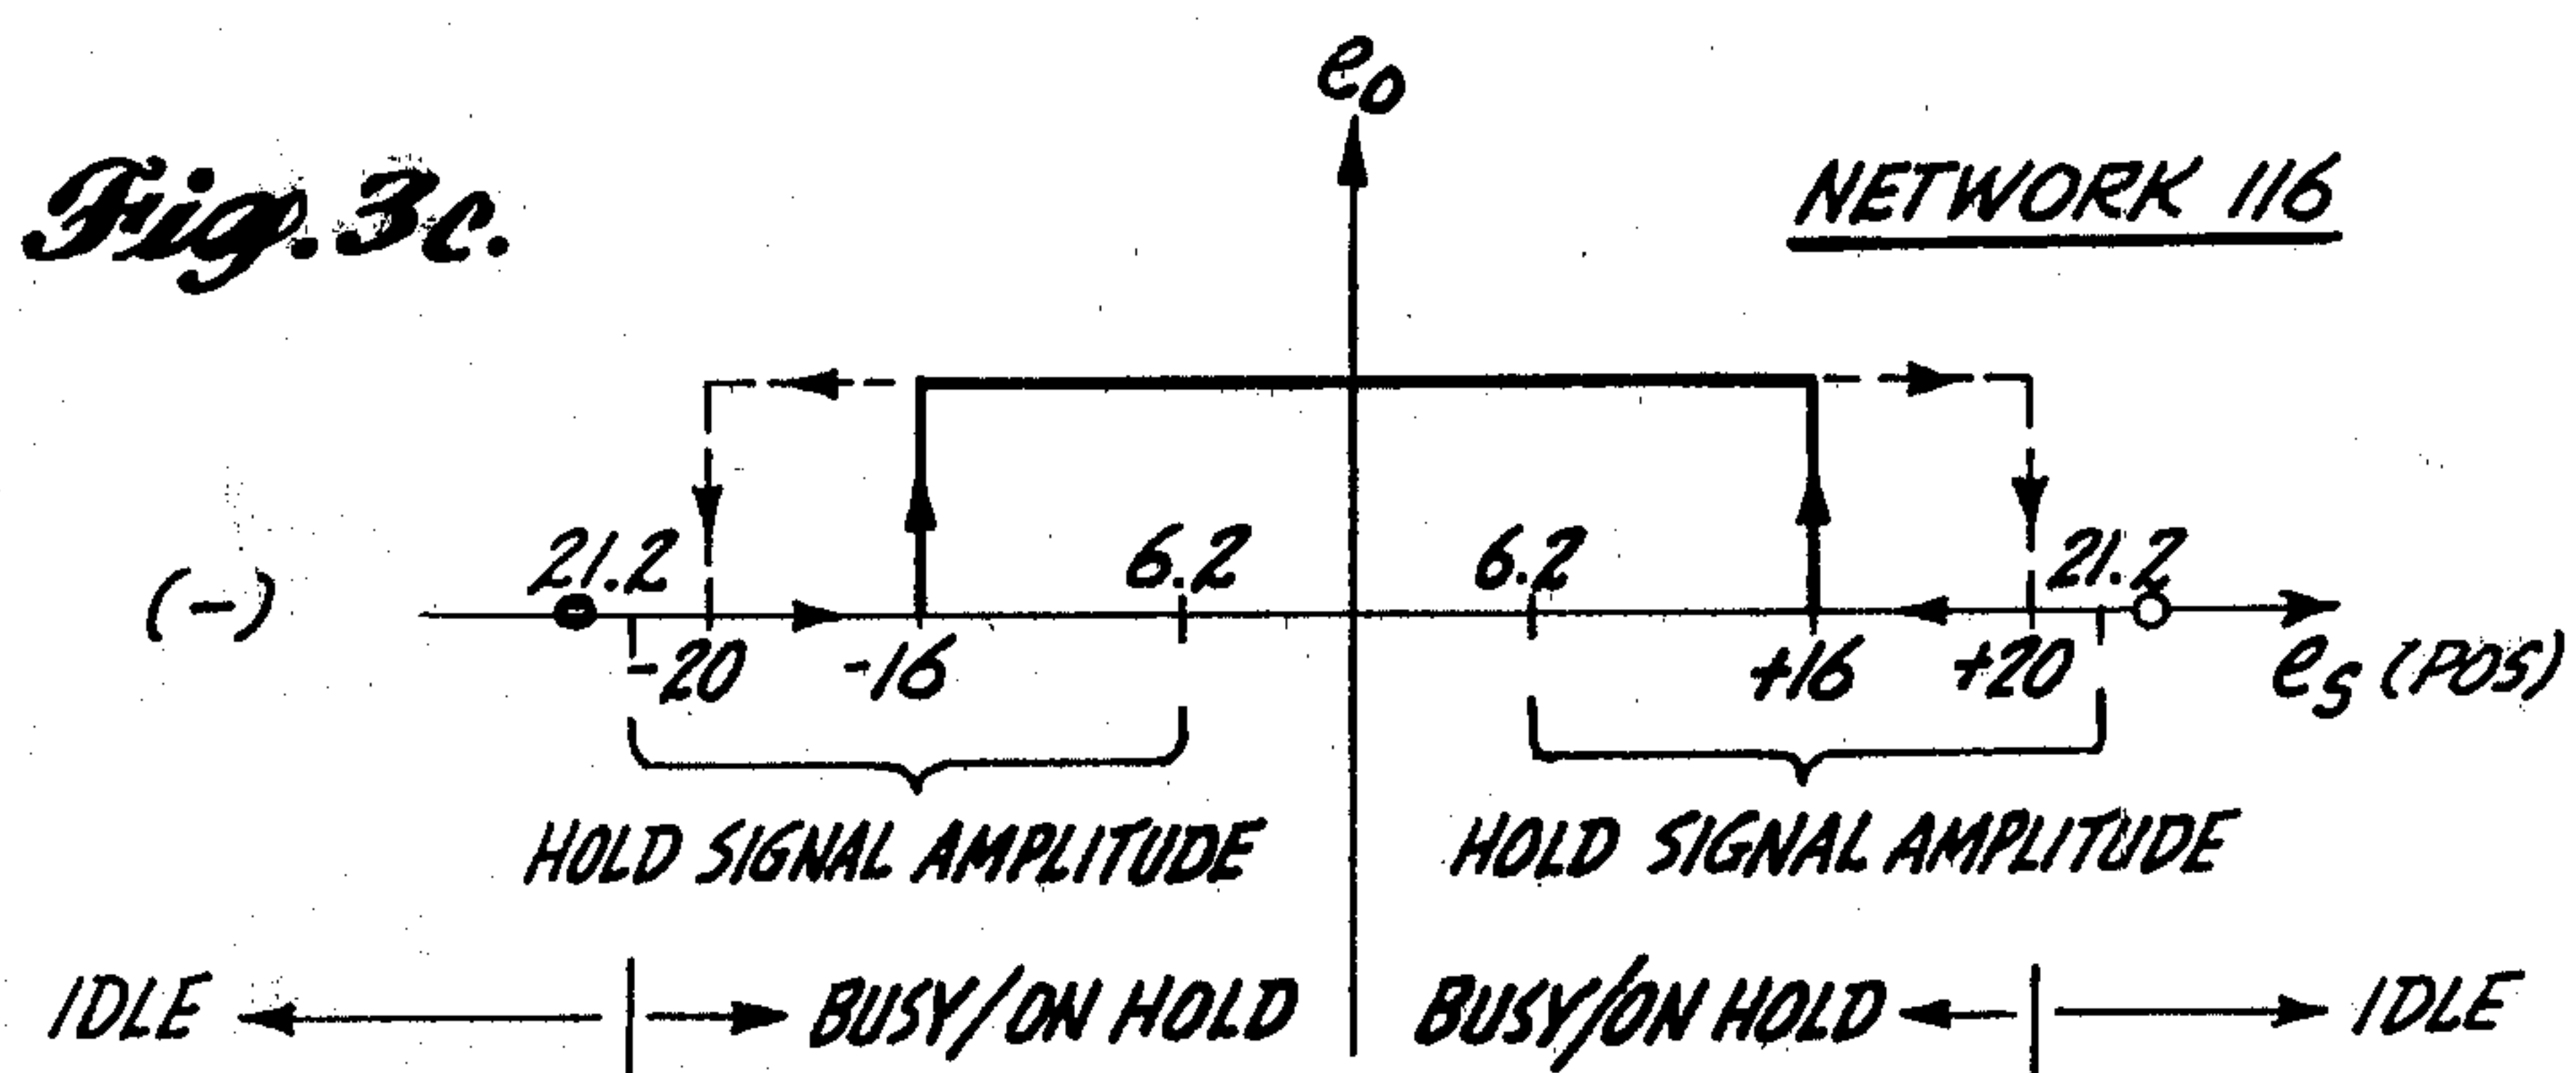 e₀
Fig. 3c.
NETWORK 116
21.2
6.2
6.2
21.2
(-)
-20
-16
+16
+20
eₛ (POS)
HOLD SIGNAL AMPLITUDE
HOLD SIGNAL AMPLITUDE
IDLE
BUSY/ON HOLD
BUSY/ON HOLD
IDLE